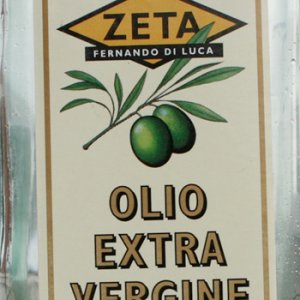 ZETA
FERNANDO DI LUCA
OLIO
EXTRA
VERGINE